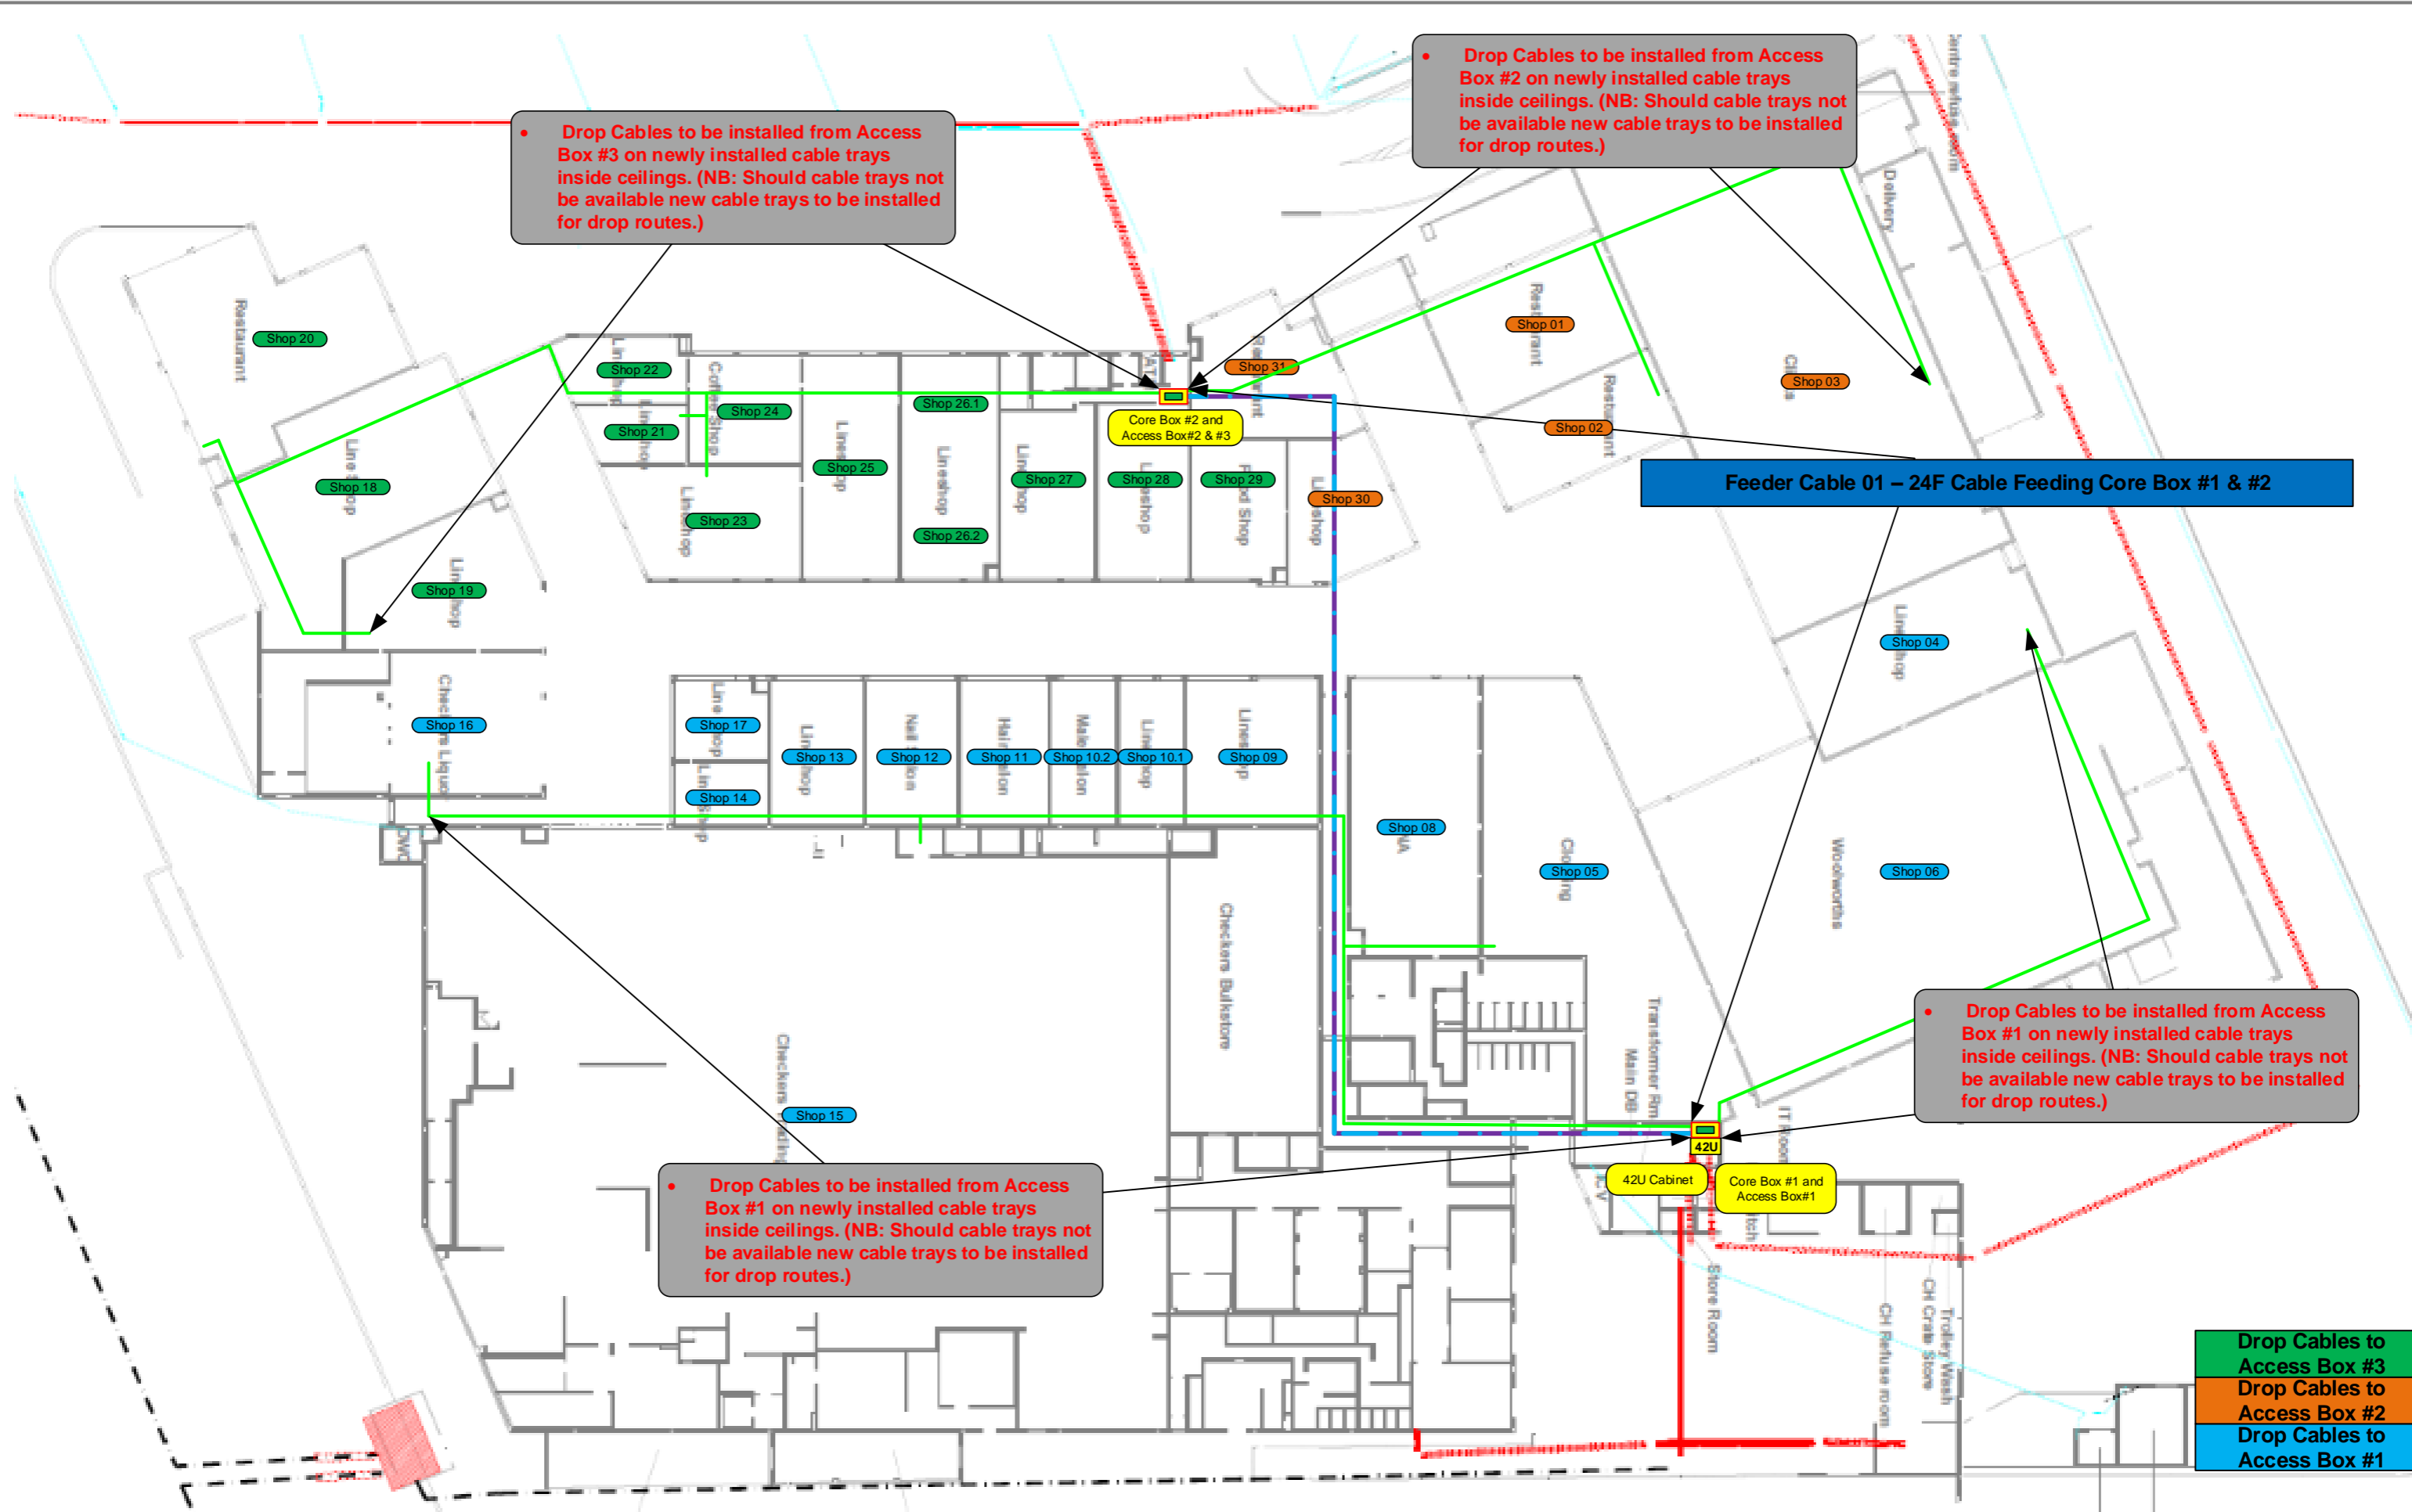 • Drop Cables to be installed from Access
Box #2 on newly installed cable trays
inside ceilings. (NB: Should cable trays not
be available new cable trays to be installed
for drop routes.)
• Drop Cables to be installed from Access
Box #3 on newly installed cable trays
inside ceilings. (NB: Should cable trays not
be available new cable trays to be installed
for drop routes.)
Delivery
Restaurant
Shop 20
Shop 22
Shop 24
Shop 21
Shop 26.1
Shop 31
Shop 01
Shop 03
Shop 02
Core Box #2 and
Access Box#2 & #3
Shop 18
Shop 25
Lineshop
Shop 27
Shop 28
Shop 29
Shop 30
Feeder Cable 01 – 24F Cable Feeding Core Box #1 & #2
Shop 23
Shop 26.2
Shop 19
Shop 04
Shop 16
Shop 17
Shop 13
Shop 12
Shop 11
Shop 10.2
Shop 10.1
Shop 09
Shop 14
Shop 08
Shop 05
Shop 06
Woolworths
Checkers Bulkstore
Transformer Rm
Main DB
• Drop Cables to be installed from Access
Box #1 on newly installed cable trays
inside ceilings. (NB: Should cable trays not
be available new cable trays to be installed
for drop routes.)
Checkers
Shop 15
IT Room
42U
42U Cabinet
Core Box #1 and
Access Box#1
• Drop Cables to be installed from Access
Box #1 on newly installed cable trays
inside ceilings. (NB: Should cable trays not
be available new cable trays to be installed
for drop routes.)
Store Room
CH Refuse room
CH Crate Store
Trolley Wash
Drop Cables to
Access Box #3
Drop Cables to
Access Box #2
Drop Cables to
Access Box #1